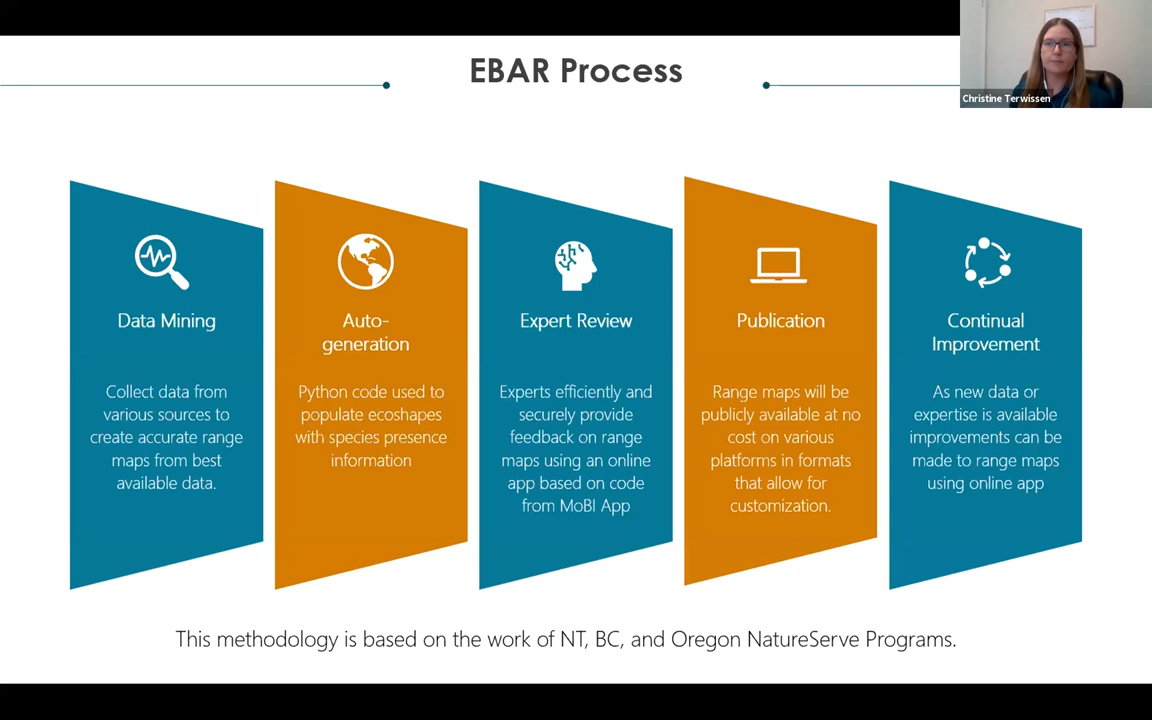 EBAR Process
Christine Terwissen
Data Mining
Collect data from
various sources to
create accurate range
maps from best
available data.
Auto-
generation
Python code used to
populate ecoshapes
with species presence
information
Expert Review
Experts efficiently and
securely provide
feedback on range
maps using an online
app based on code
from MoBI App
Publication
Range maps will be
publicly available at no
cost on various
platforms in formats
that allow for
customization.
Continual
Improvement
As new data or
expertise is available
improvements can be
made to range maps
using online app
This methodology is based on the work of NT, BC, and Oregon NatureServe Programs.